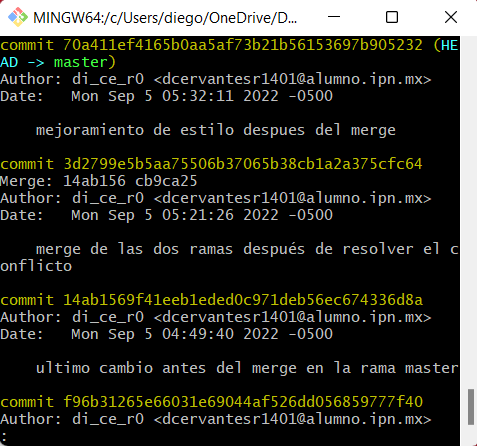 MINGW64:/c/Users/diego/OneDrive/D...
commit 70a411ef4165b0aa5af73b21b56153697b905232 (HE
AD -> master)
Author: di_ce_r0 <dcervantesr1401@alumno.ipn.mx>
Date:   Mon Sep 5 05:32:11 2022 -0500
    mejoramiento de estilo despues del merge
commit 3d2799e5b5aa75506b37065b38cb1a2a375cfc64
Merge: 14ab156 cb9ca25
Author: di_ce_r0 <dcervantesr1401@alumno.ipn.mx>
Date:   Mon Sep 5 05:21:26 2022 -0500
    merge de las dos ramas después de resolver el c
onflicto
commit 14ab1569f41eeb1eded0c971deb56ec674336d8a
Author: di_ce_r0 <dcervantesr1401@alumno.ipn.mx>
Date:   Mon Sep 5 04:49:40 2022 -0500
    ultimo cambio antes del merge en la rama master
commit f96b31265e66031e69044af526dd056859777f40
Author: di_ce_r0 <dcervantesr1401@alumno.ipn.mx>
: